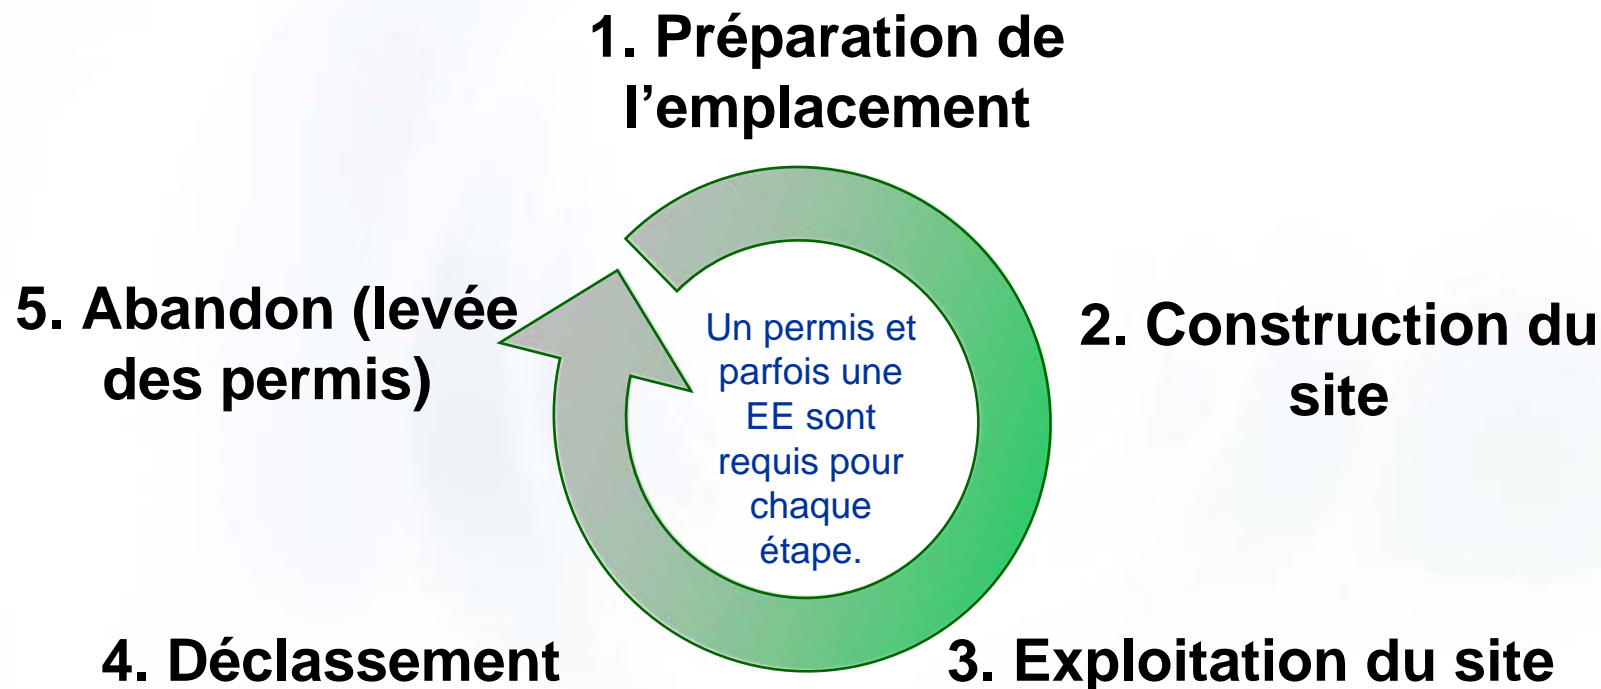 1. Préparation de
l’emplacement
2. Construction du
site
3. Exploitation du site
4. Déclassement
5. Abandon (levée
des permis)
Un permis et
parfois une
EE sont
requis pour
chaque
étape.